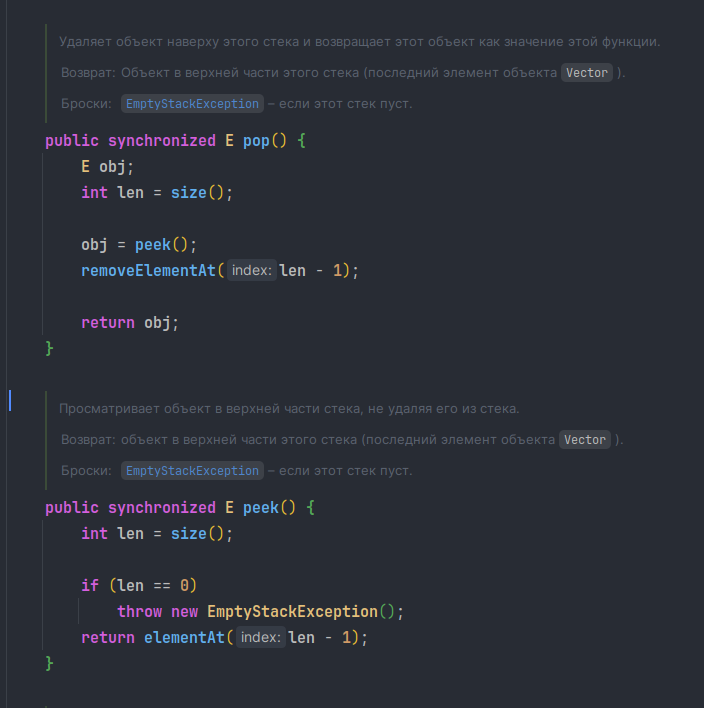 Удаляет объект наверху этого стека и возвращает этот объект как значение этой функции.
Возврат: Объект в верхней части этого стека (последний элемент объекта Vector ).
Броски: EmptyStackException – если этот стек пуст.
public synchronized E pop() {
E obj;
int len = size();
obj = peek();
removeElementAt( index: len - 1);
return obj;
}
Просматривает объект в верхней части стека, не удаляя его из стека.
Возврат: объект в верхней части этого стека (последний элемент объекта Vector ).
Броски: EmptyStackException – если этот стек пуст.
public synchronized E peek() {
int len = size();
if (len == 0)
throw new EmptyStackException();
return elementAt( index: len - 1);
}